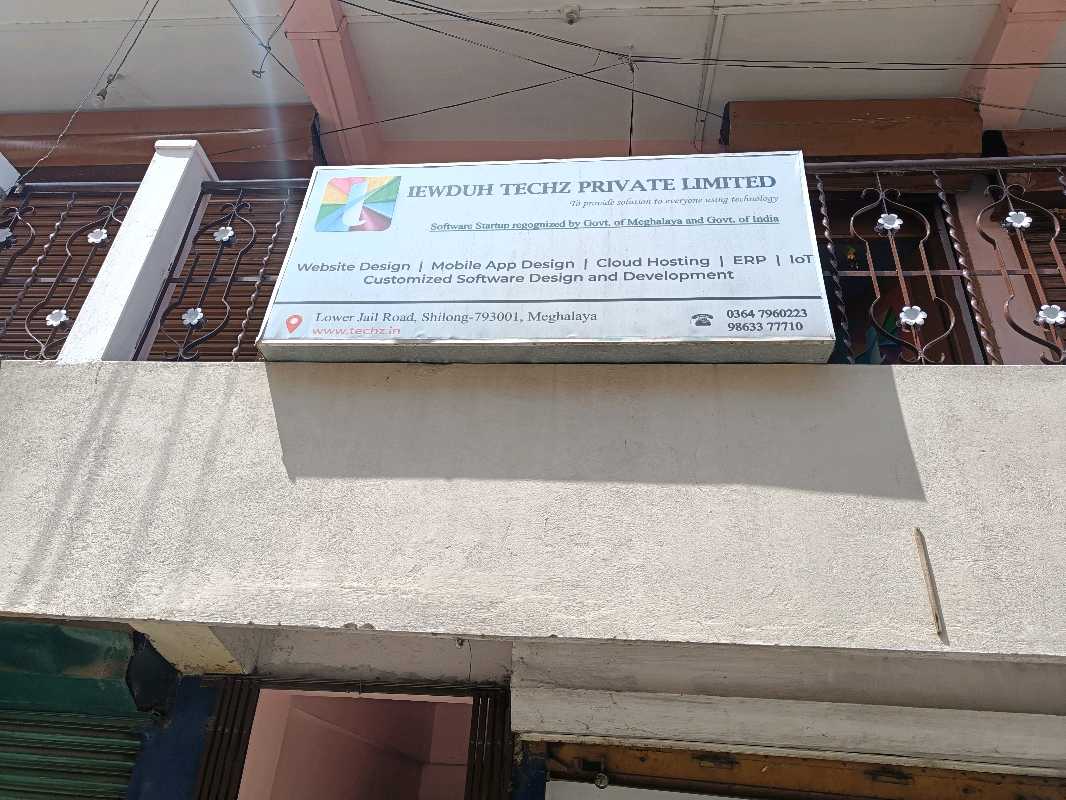 IEWDUH TECHZ PRIVATE LIMITED
To provide solution to everyone using technology
Software Startup regognized by Govt. of Meghalaya and Govt. of india
Website Design | Mobile App Design | Cloud Hosting | ERP | IoT
Customized Software Design and Development
Lower Jail Road, Shilong-793001, Meghalaya
www.techz.in
0364 7960223
98633 77710